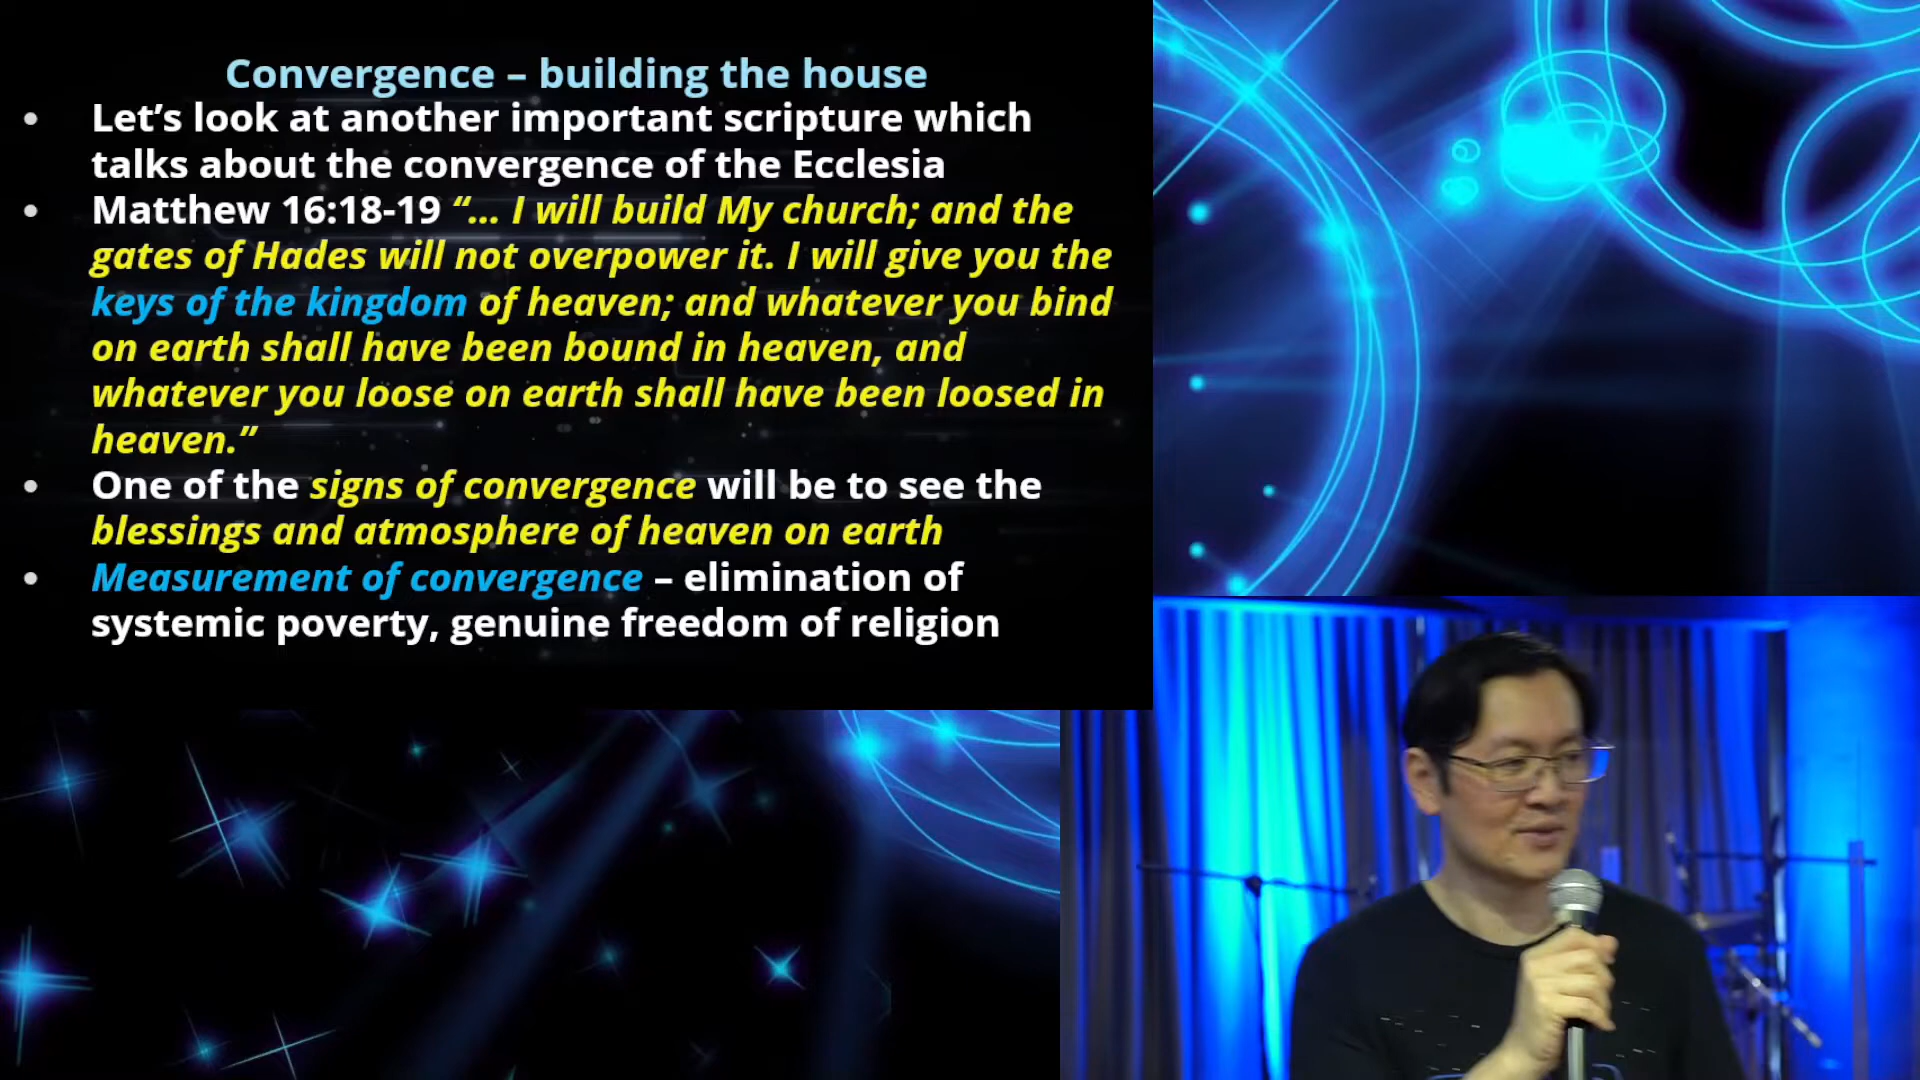 Convergence – building the house
• Let’s look at another important scripture which
talks about the convergence of the Ecclesia
• Matthew 16:18-19 “... I will build My church; and the
gates of Hades will not overpower it. I will give you the
keys of the kingdom of heaven; and whatever you bind
on earth shall have been bound in heaven, and
whatever you loose on earth shall have been loosed in
heaven.”
• One of the signs of convergence will be to see the
blessings and atmosphere of heaven on earth
• Measurement of convergence – elimination of
systemic poverty, genuine freedom of religion